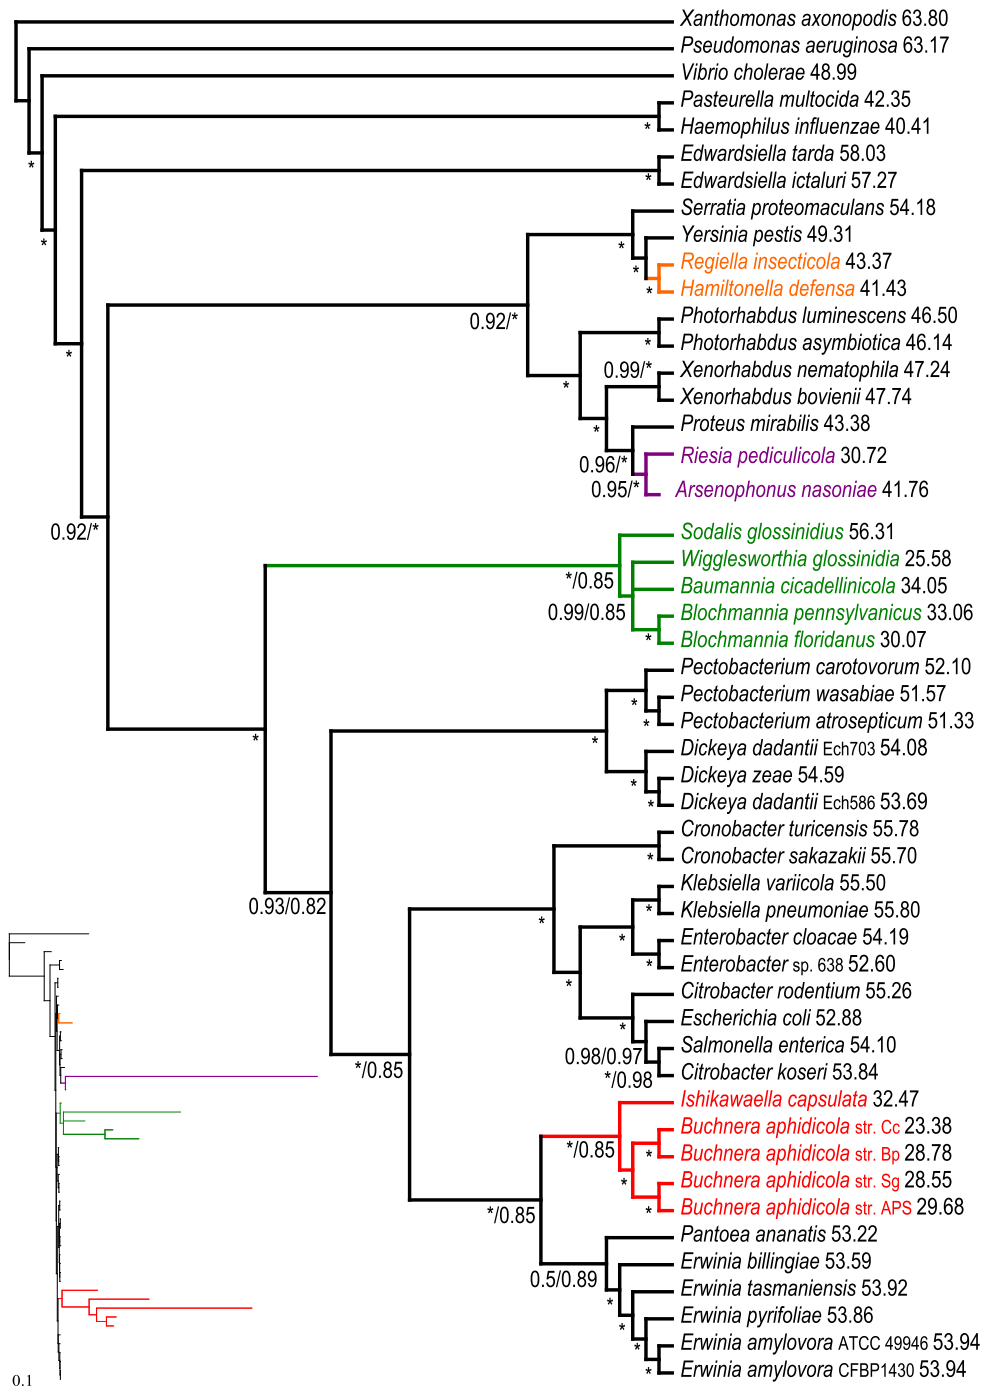 Xanthomonas axonopodis 63.80
Pseudomonas aeruginosa 63.17
Vibrio cholerae 48.99
Pasteurella multocida 42.35
*
Haemophilus influenzae 40.41
Edwardsiella tarda 58.03
*
*
Edwardsiella ictaluri 57.27
Serratia proteomaculans 54.18
Yersinia pestis 49.31
*
*
Regiella insecticola 43.37
*
Hamiltonella defensa 41.43
*
Photorhabdus luminescens 46.50
0.92/*
Photorhabdus asymbiotica 46.14
*
*
0.99/*
Xenorhabdus nematophila 47.24
*
Xenorhabdus bovienii 47.74
Proteus mirabilis 43.38
*
Riesia pediculicola 30.72
0.96/*
Arsenophonus nasoniae 41.76
0.95/*
0.92/*
Sodalis glossinidius 56.31
Wigglesworthia glossinidia 25.58
*/0.85
Baumannia cicadellinicola 34.05
0.99/0.85
Blochmannia pennsylvanicus 33.06
*
Blochmannia floridanus 30.07
Pectobacterium carotovorum 52.10
Pectobacterium wasabiae 51.57
*
*
Pectobacterium atrosepticum 51.33
*
*
Dickeya dadantii Ech703 54.08
Dickeya zeae 54.59
*
*
Dickeya dadantii Ech586 53.69
Cronobacter turicensis 55.78
*
Cronobacter sakazakii 55.70
Klebsiella variicola 55.50
0.93/0.82
*
Klebsiella pneumoniae 55.80
*
*
Enterobacter cloacae 54.19
*
Enterobacter sp. 638 52.60
*
Citrobacter rodentium 55.26
*
Escherichia coli 52.88
Salmonella enterica 54.10
0.98/0.97
*/0.85
Citrobacter koseri 53.84
*/0.98
Ishikawaella capsulata 32.47
Buchnera aphidicola str. Cc 23.38
*/0.85
*
Buchnera aphidicola str. Bp 28.78
*
Buchnera aphidicola str. Sg 28.55
*/0.85
*
Buchnera aphidicola str. APS 29.68
Pantoea ananatis 53.22
Erwinia billingiae 53.59
0.5/0.89
*
Erwinia tasmaniensis 53.92
Erwinia pyrifoliae 53.86
*
*
Erwinia amylovora ATCC 49946 53.94
*
Erwinia amylovora CFBP1430 53.94
0.1